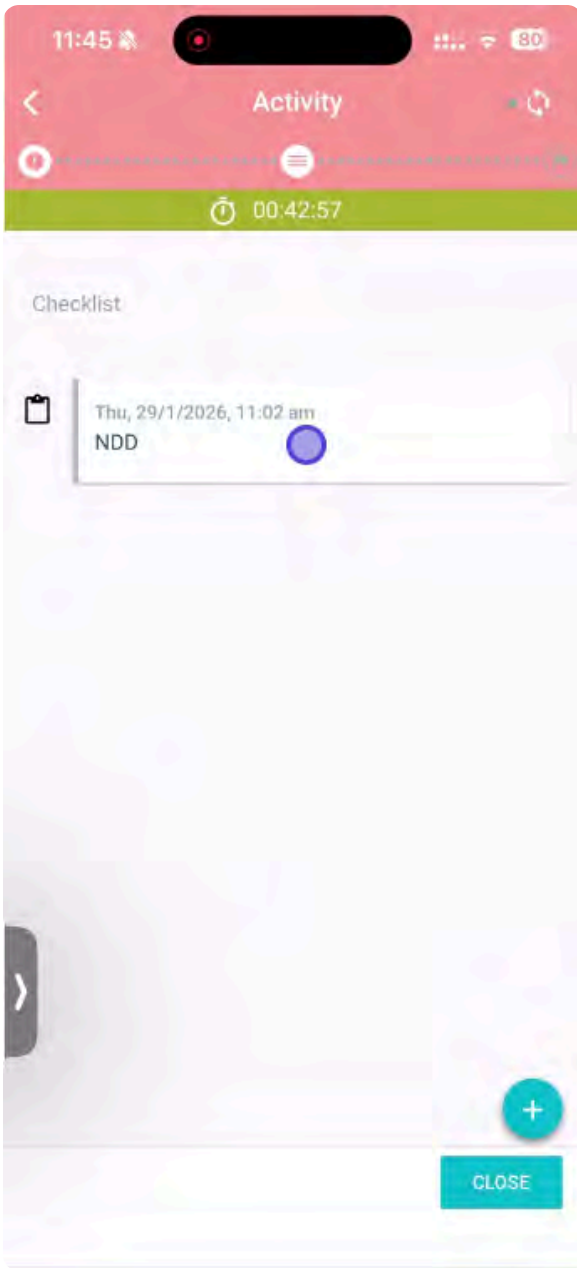 11:45
80
Activity
00:42:57
Checklist
Thu, 29/1/2026, 11:02 am
NDD
CLOSE